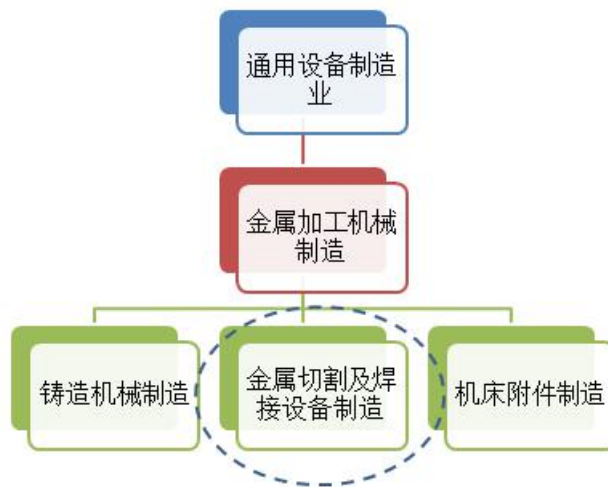 通用设备制造
业
金属加工机械
制造
铸造机械制造
金属切割及焊
接设备制造
机床附件制造